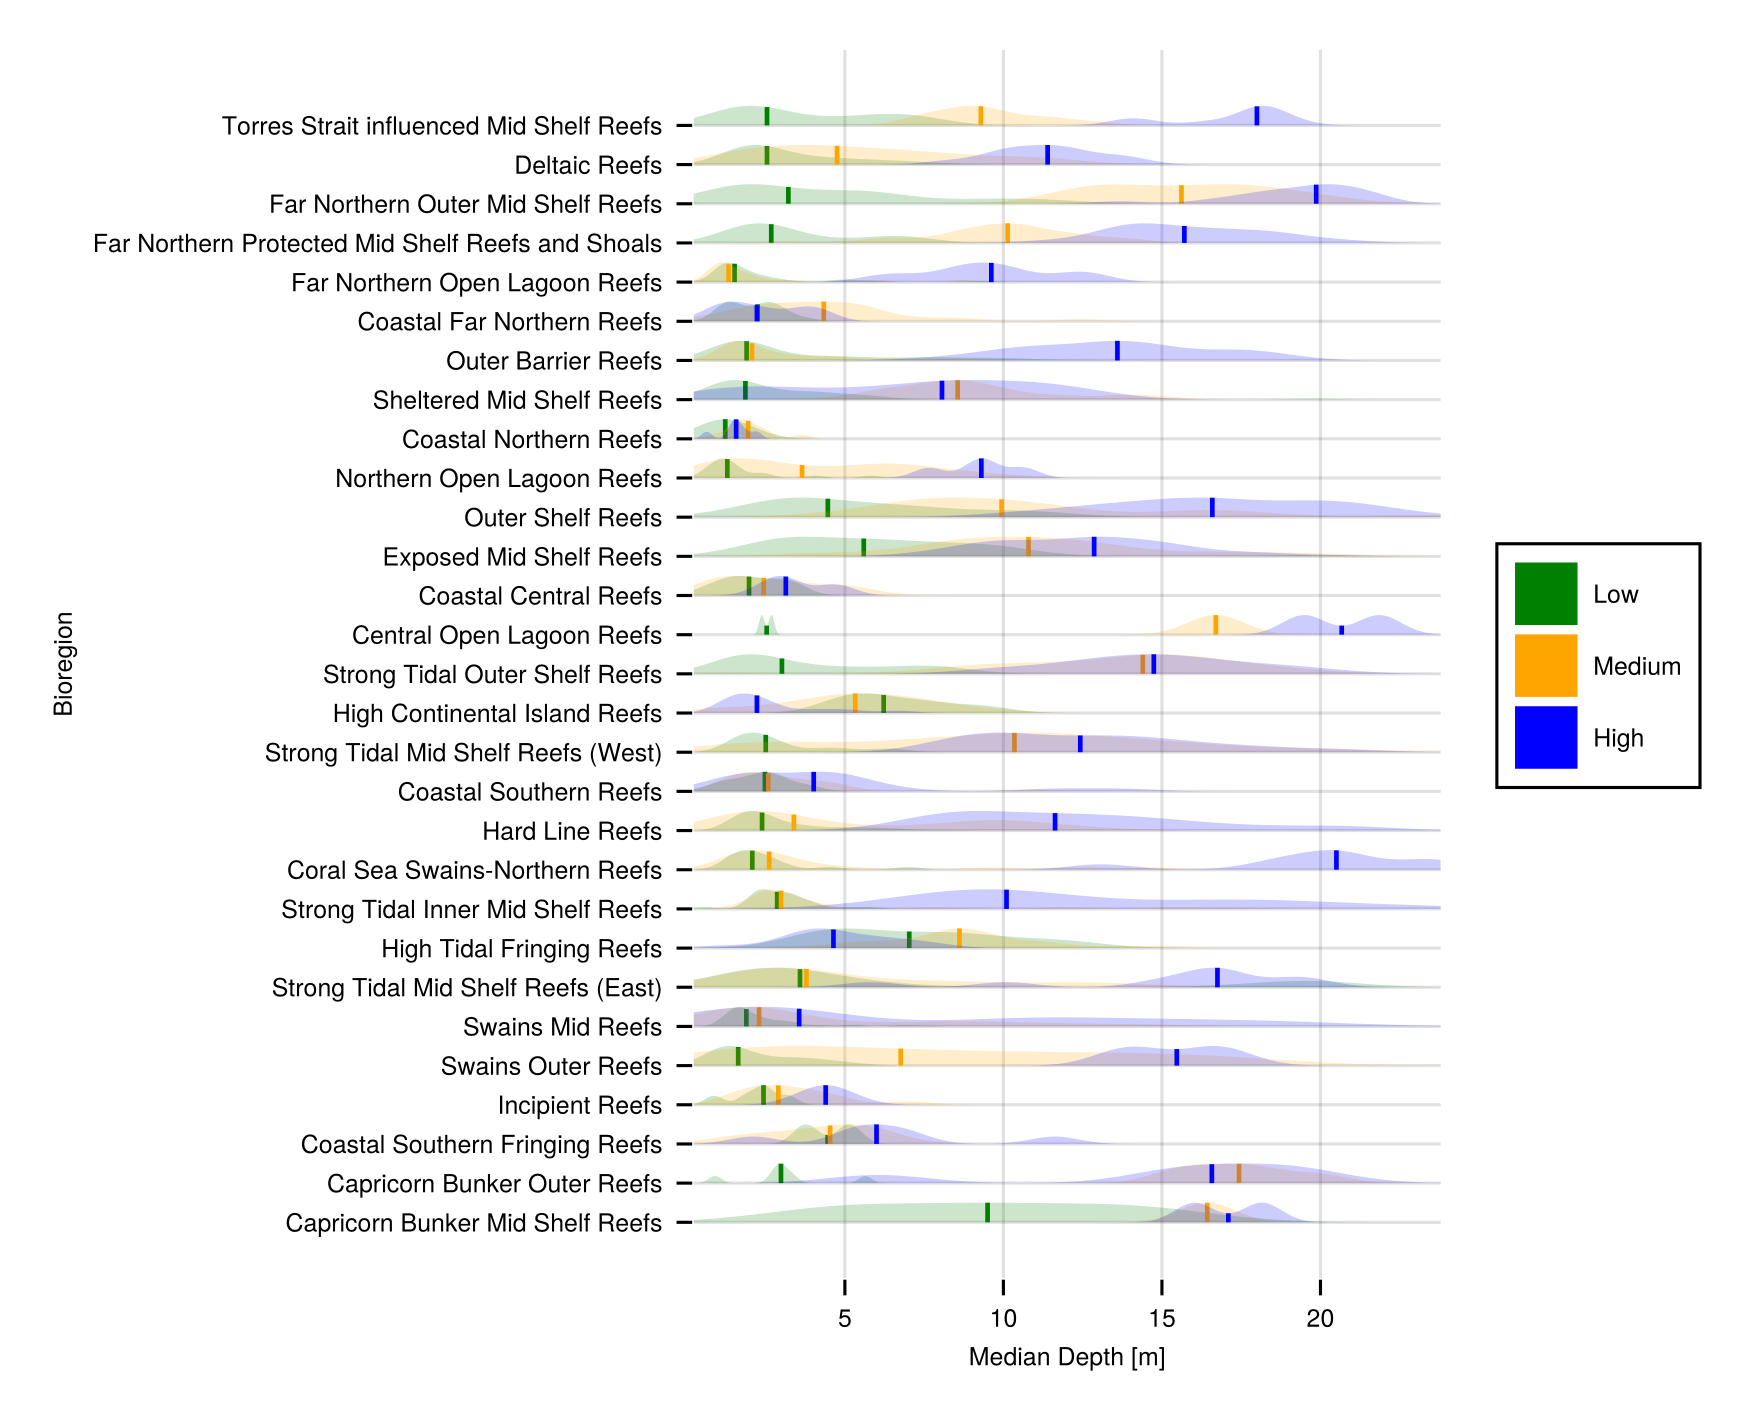 Torres Strait influenced Mid Shelf Reefs
Deltaic Reefs
Far Northern Outer Mid Shelf Reefs
Far Northern Protected Mid Shelf Reefs and Shoals
Far Northern Open Lagoon Reefs
Coastal Far Northern Reefs
Outer Barrier Reefs
Sheltered Mid Shelf Reefs
Coastal Northern Reefs
Northern Open Lagoon Reefs
Outer Shelf Reefs
Exposed Mid Shelf Reefs
Coastal Central Reefs
Central Open Lagoon Reefs
Strong Tidal Outer Shelf Reefs
High Continental Island Reefs
Strong Tidal Mid Shelf Reefs (West)
Coastal Southern Reefs
Hard Line Reefs
Coral Sea Swains-Northern Reefs
Strong Tidal Inner Mid Shelf Reefs
High Tidal Fringing Reefs
Strong Tidal Mid Shelf Reefs (East)
Swains Mid Reefs
Swains Outer Reefs
Incipient Reefs
Coastal Southern Fringing Reefs
Capricorn Bunker Outer Reefs
Capricorn Bunker Mid Shelf Reefs
Bioregion
5 10 15 20
Median Depth [m]
Low
Medium
High